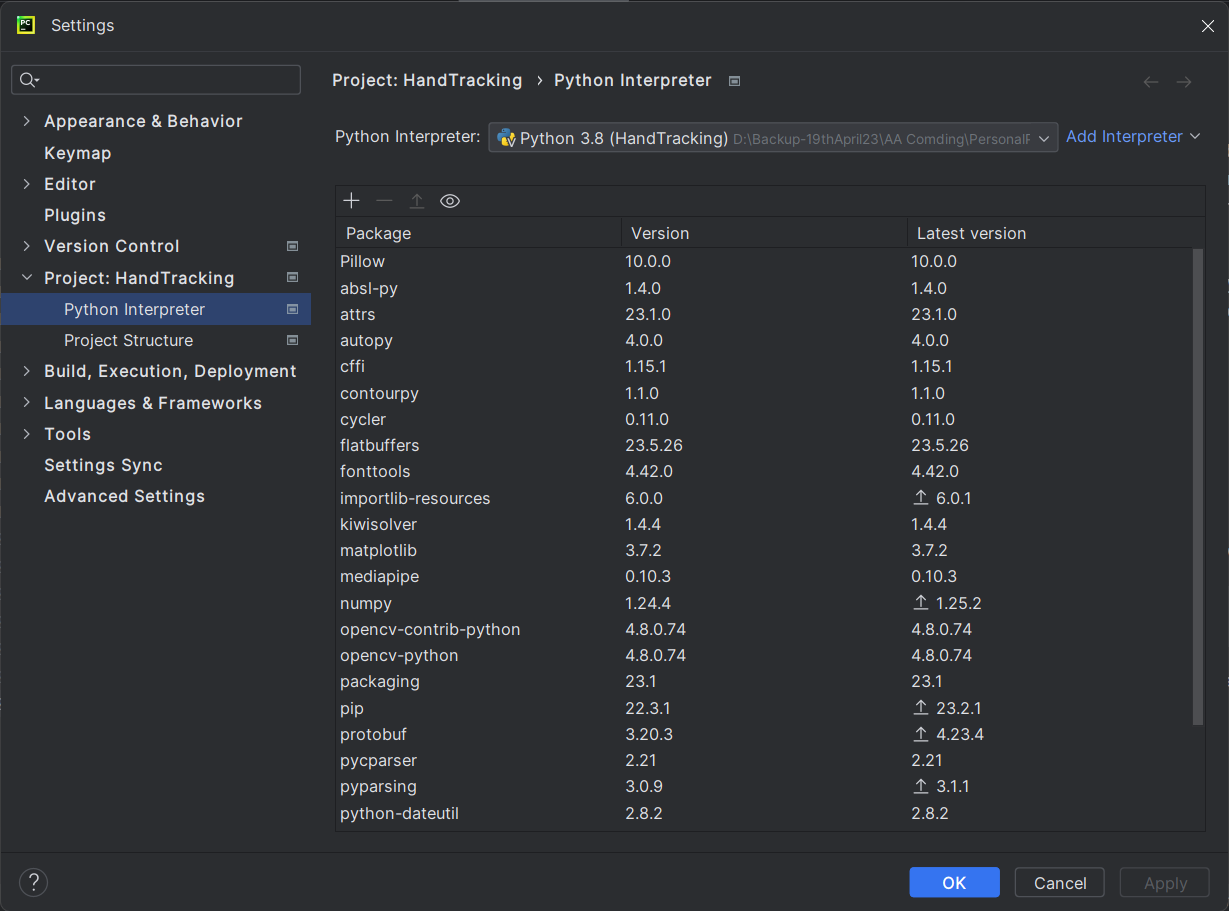 PC
Settings
Project: HandTracking › Python Interpreter
Appearance & Behavior
Keymap
Editor
Plugins
Version Control
Project: HandTracking
Python Interpreter
Project Structure
Build, Execution, Deployment
Languages & Frameworks
Tools
Settings Sync
Advanced Settings
Python Interpreter: Python 3.8 (HandTracking) D:\Backup-19thApril23\AA Comding\Personal Add Interpreter
Package Version Latest version
Pillow 10.0.0 10.0.0
absl-py 1.4.0 1.4.0
attrs 23.1.0 23.1.0
autopy 4.0.0 4.0.0
cffi 1.15.1 1.15.1
contourpy 1.1.0 1.1.0
cycler 0.11.0 0.11.0
flatbuffers 23.5.26 23.5.26
fonttools 4.42.0 4.42.0
importlib-resources 6.0.0 6.0.1
kiwisolver 1.4.4 1.4.4
matplotlib 3.7.2 3.7.2
mediapipe 0.10.3 0.10.3
numpy 1.24.4 1.25.2
opencv-contrib-python 4.8.0.74 4.8.0.74
opencv-python 4.8.0.74 4.8.0.74
packaging 23.1 23.1
pip 22.3.1 23.2.1
protobuf 3.20.3 4.23.4
pycparser 2.21 2.21
pyparsing 3.0.9 3.1.1
python-dateutil 2.8.2 2.8.2
?
OK Cancel Apply